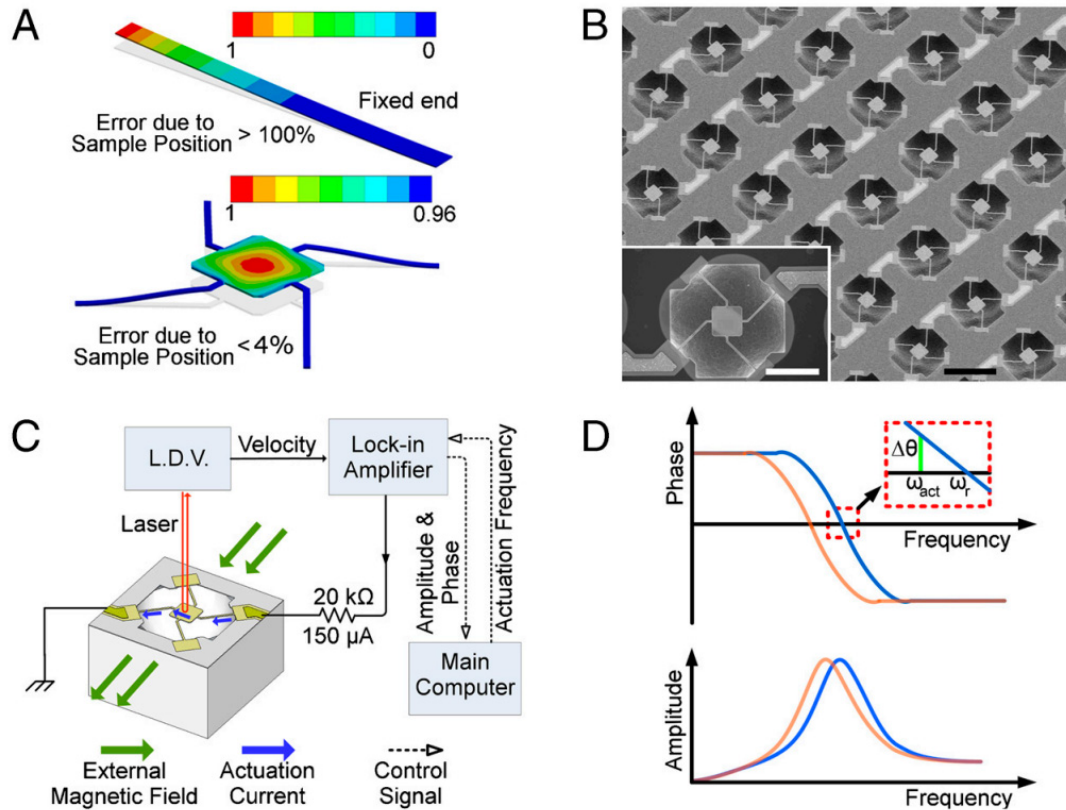 A
1
0
Fixed end
Error due to
Sample Position > 100%
1
0.96
Error due to
Sample Position <4%
B
C
L.D.V.
Velocity
Lock-in
Amplifier
Laser
Amplitude &
Phase
Actuation Frequency
20 kΩ
150 µA
Main
Computer
External
Magnetic Field
Actuation
Current
Control
Signal
D
Phase
Δθ
ω_act ω_r
Frequency
Amplitude
Frequency